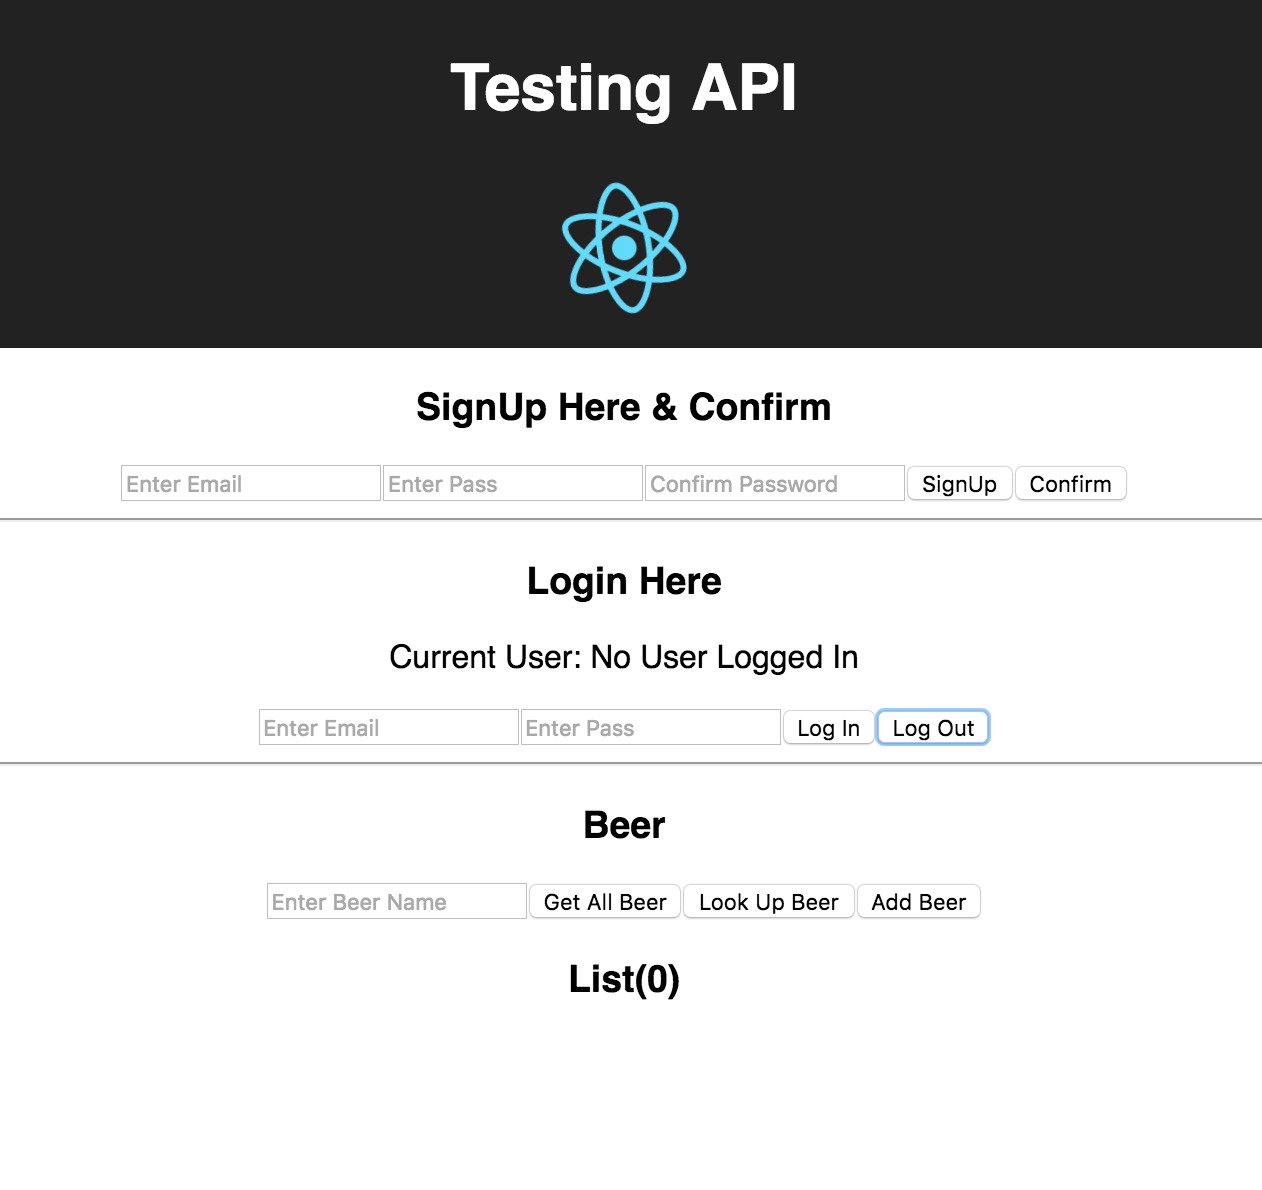 Testing API
SignUp Here & Confirm
Enter Email Enter Pass Confirm Password SignUp Confirm
Login Here
Current User: No User Logged In
Enter Email Enter Pass Log In Log Out
Beer
Enter Beer Name Get All Beer Look Up Beer Add Beer
List(0)